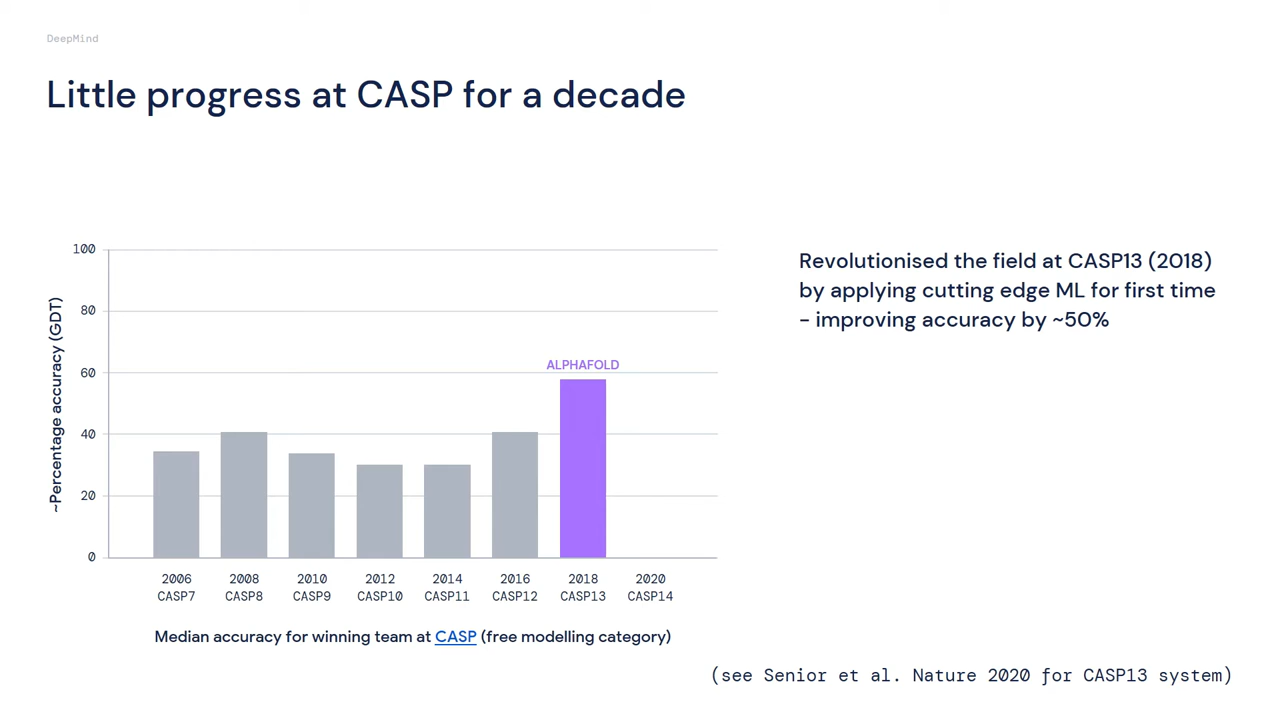 DeepMind
Little progress at CASP for a decade
100
80
60
40
20
0
~Percentage accuracy (GDT)
ALPHAFOLD
2006 2008 2010 2012 2014 2016 2018 2020
CASP7 CASP8 CASP9 CASP10 CASP11 CASP12 CASP13 CASP14
Median accuracy for winning team at CASP (free modelling category)
Revolutionised the field at CASP13 (2018)
by applying cutting edge ML for first time
- improving accuracy by ~50%
(see Senior et al. Nature 2020 for CASP13 system)